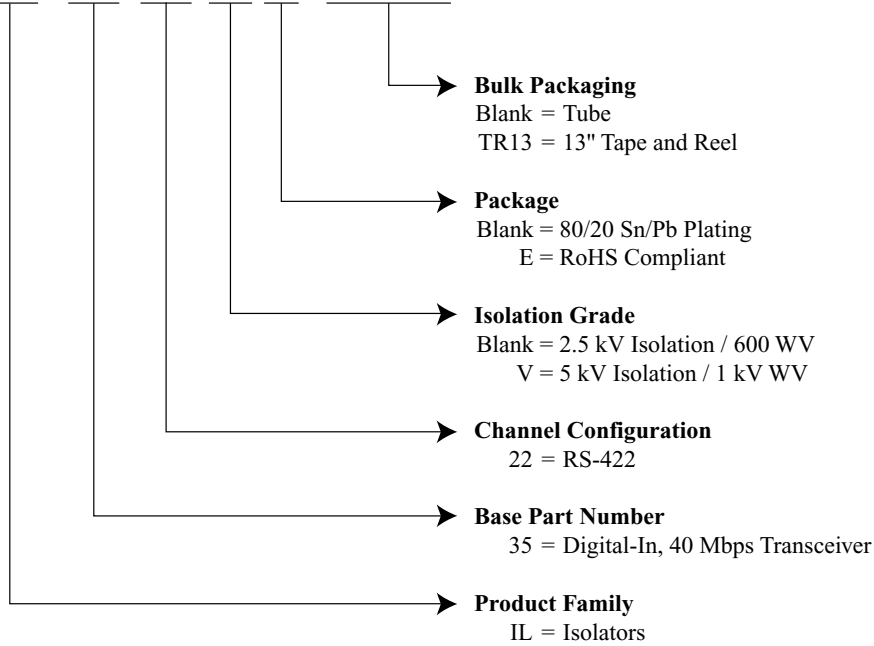 Bulk Packaging
Blank = Tube
TR13 = 13" Tape and Reel
Package
Blank = 80/20 Sn/Pb Plating
E = RoHS Compliant
Isolation Grade
Blank = 2.5 kV Isolation / 600 WV
V = 5 kV Isolation / 1 kV WV
Channel Configuration
22 = RS-422
Base Part Number
35 = Digital-In, 40 Mbps Transceiver
Product Family
IL = Isolators